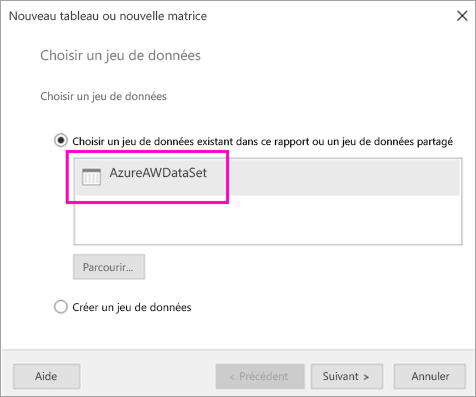 Nouveau tableau ou nouvelle matrice
Choisir un jeu de données
Choisir un jeu de données
Choisir un jeu de données existant dans ce rapport ou un jeu de données partagé
AzureAWDataSet
Parcourir...
Créer un jeu de données
Aide
< Précédent
Suivant >
Annuler